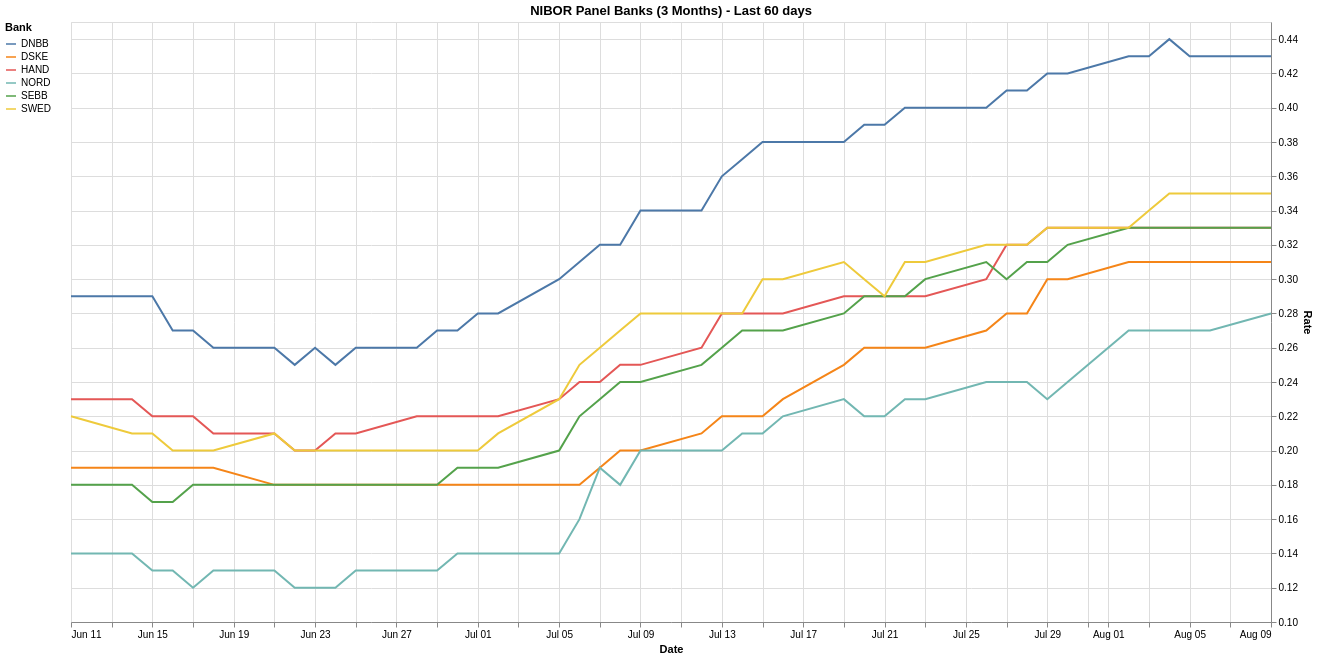 NIBOR Panel Banks (3 Months) - Last 60 days
Bank
DNBB
DSKE
HAND
NORD
SEBB
SWED
0.44
0.42
0.40
0.38
0.36
0.34
0.32
0.30
0.28
0.26
0.24
0.22
0.20
0.18
0.16
0.14
0.12
0.10
Rate
Jun 11 Jun 15 Jun 19 Jun 23 Jun 27 Jul 01 Jul 05 Jul 09 Jul 13 Jul 17 Jul 21 Jul 25 Jul 29 Aug 01 Aug 05 Aug 09
Date